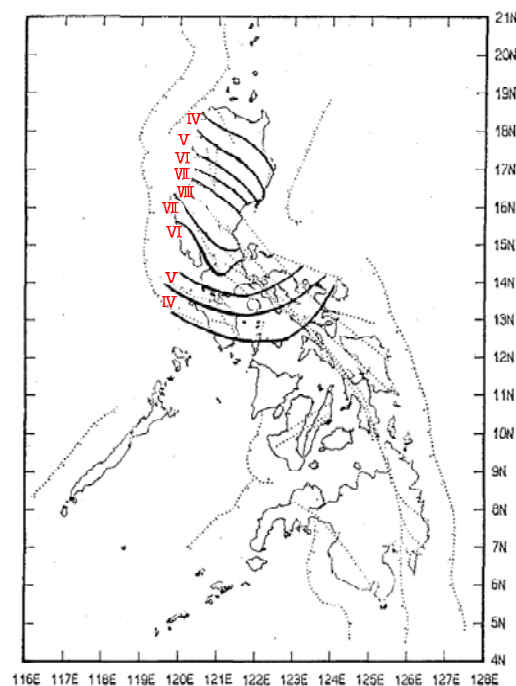 21N
20N
19N
IV
18N
V
VI
17N
VII
VIII
VII
16N
VI
15N
V
14N
IV
13N
12N
11N
10N
9N
8N
7N
6N
5N
4N
116E 117E 118E 119E 120E 121E 122E 123E 124E 125E 126E 127E 128E